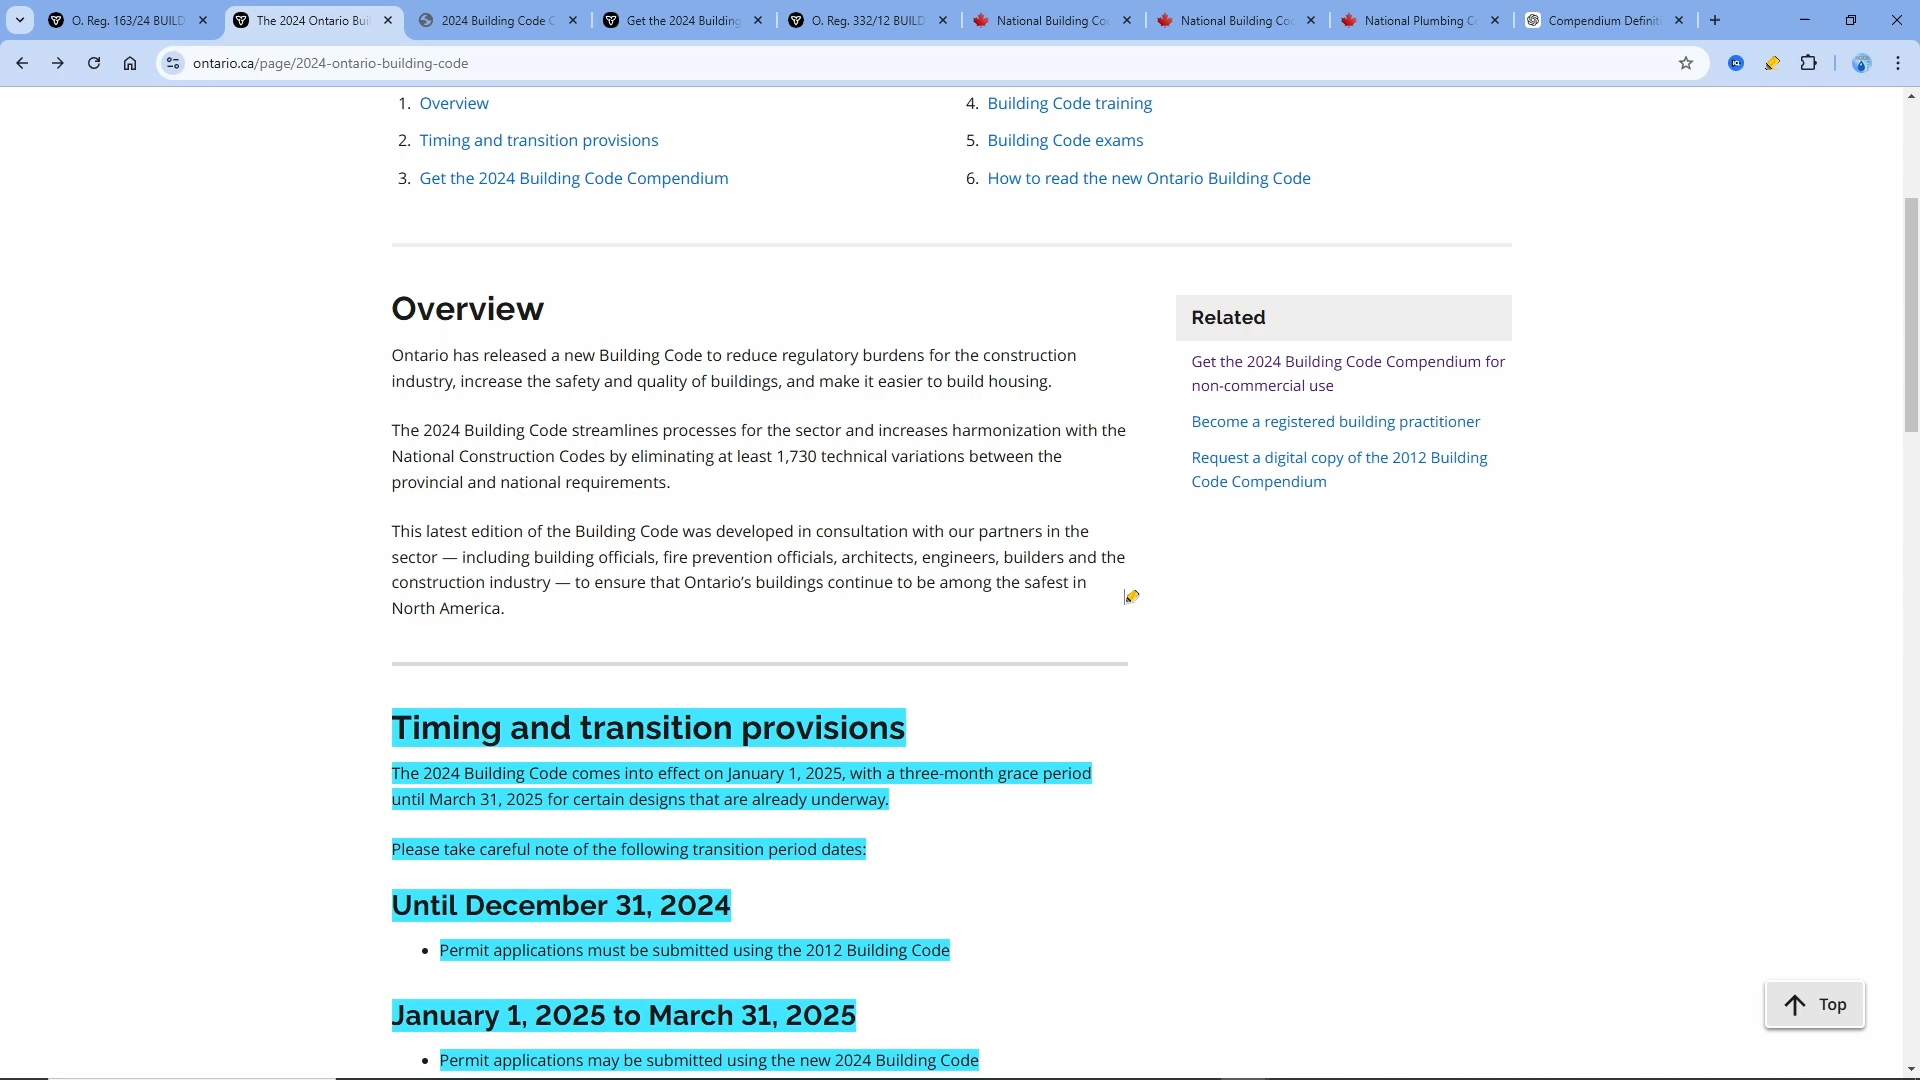 O. Reg. 163/24 BUILD
The 2024 Ontario Bui
2024 Building Code C
Get the 2024 Building
O. Reg. 332/12 BUILD
National Building Co
National Building Co
National Plumbing C
Compendium Definit
ontario.ca/page/2024-ontario-building-code
1. Overview
2. Timing and transition provisions
3. Get the 2024 Building Code Compendium
4. Building Code training
5. Building Code exams
6. How to read the new Ontario Building Code
Overview
Ontario has released a new Building Code to reduce regulatory burdens for the construction
industry, increase the safety and quality of buildings, and make it easier to build housing.
The 2024 Building Code streamlines processes for the sector and increases harmonization with the
National Construction Codes by eliminating at least 1,730 technical variations between the
provincial and national requirements.
This latest edition of the Building Code was developed in consultation with our partners in the
sector — including building officials, fire prevention officials, architects, engineers, builders and the
construction industry — to ensure that Ontario's buildings continue to be among the safest in
North America.
Related
Get the 2024 Building Code Compendium for
non-commercial use
Become a registered building practitioner
Request a digital copy of the 2012 Building
Code Compendium
Timing and transition provisions
The 2024 Building Code comes into effect on January 1, 2025, with a three-month grace period
until March 31, 2025 for certain designs that are already underway.
Please take careful note of the following transition period dates:
Until December 31, 2024
• Permit applications must be submitted using the 2012 Building Code
January 1, 2025 to March 31, 2025
• Permit applications may be submitted using the new 2024 Building Code
Top